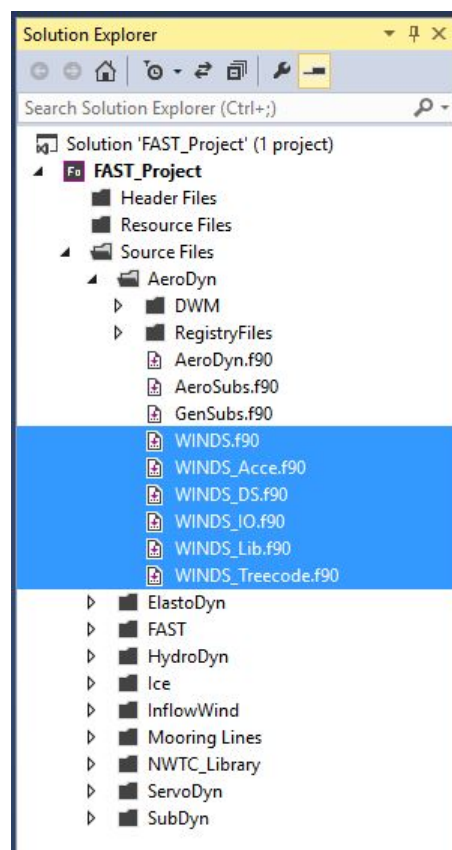 Solution Explorer
Search Solution Explorer (Ctrl+;)
Solution 'FAST_Project' (1 project)
Fo FAST_Project
Header Files
Resource Files
Source Files
AeroDyn
DWM
RegistryFiles
AeroDyn.f90
AeroSubs.f90
GenSubs.f90
WINDS.f90
WINDS_Acce.f90
WINDS_DS.f90
WINDS_IO.f90
WINDS_Lib.f90
WINDS_Treecode.f90
ElastoDyn
FAST
HydroDyn
Ice
InflowWind
Mooring Lines
NWTC_Library
ServoDyn
SubDyn